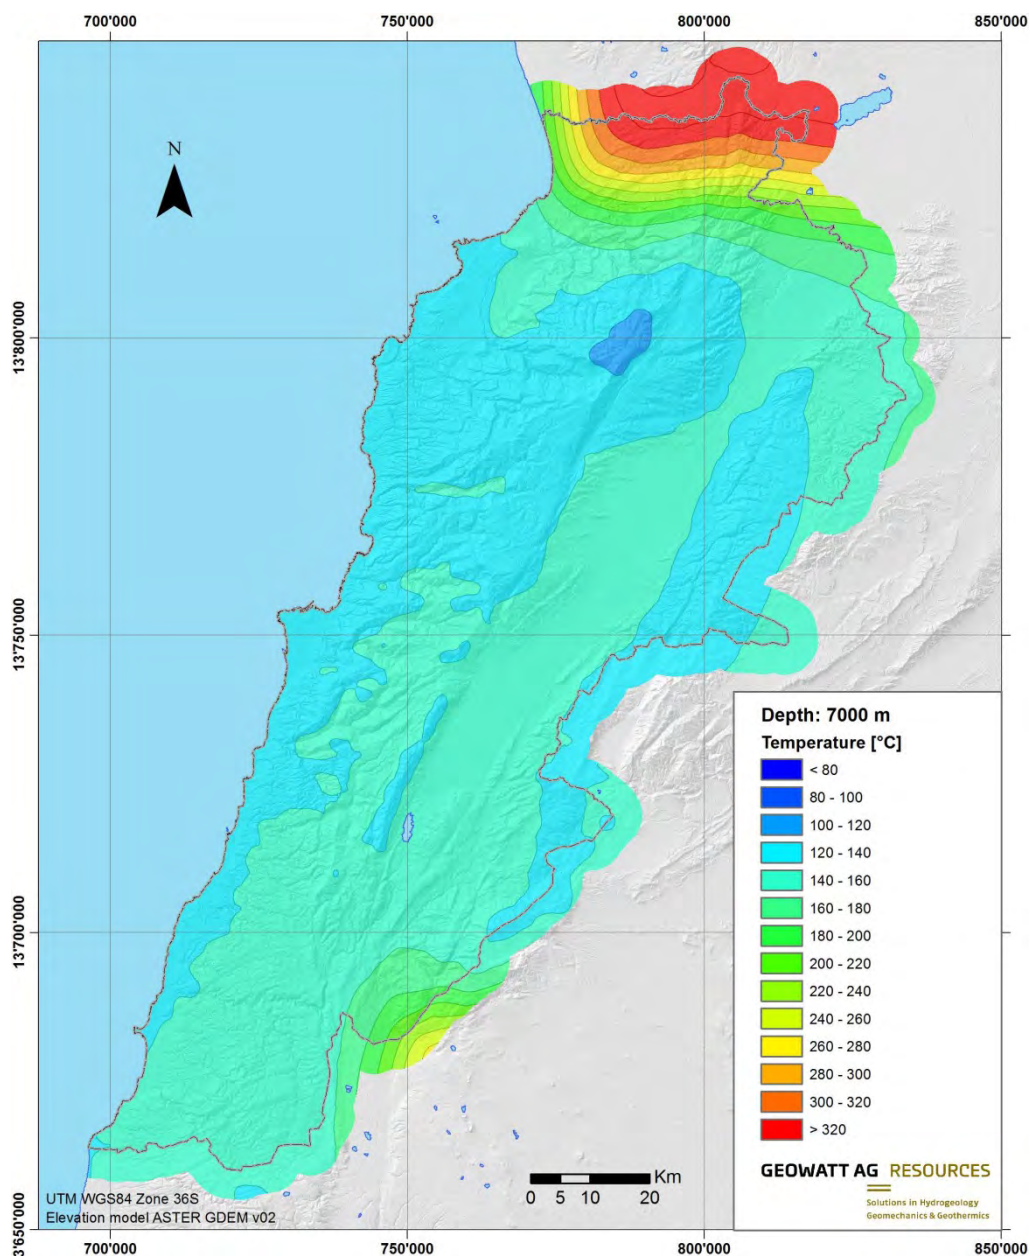 700'000 750'000 800'000 850'000
N
13'800'000
13'750'000
13'700'000
13'650'000
Depth: 7000 m
Temperature [°C]
< 80
80 - 100
100 - 120
120 - 140
140 - 160
160 - 180
180 - 200
200 - 220
220 - 240
240 - 260
260 - 280
280 - 300
300 - 320
> 320
GEOWATT AG RESOURCES
Solutions in Hydrogeology
Geomechanics & Geothermics
Km
0 5 10 20
UTM WGS84 Zone 36S
Elevation model ASTER GDEM v02
700'000 750'000 800'000 850'000